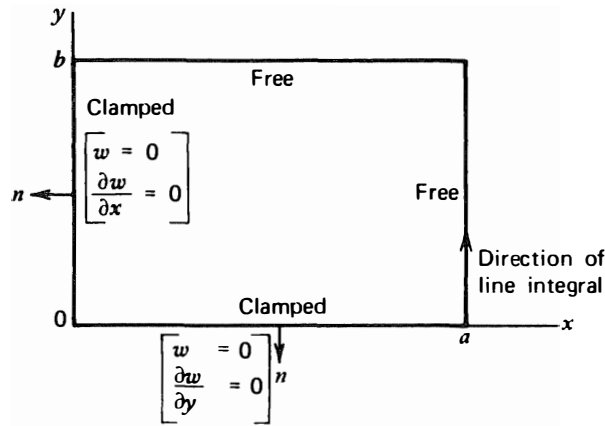 y
b
Free
Clamped
w = 0
∂w/∂x = 0
n
Free
Direction of
line integral
Clamped
0
x
a
w = 0
∂w/∂y = 0
n